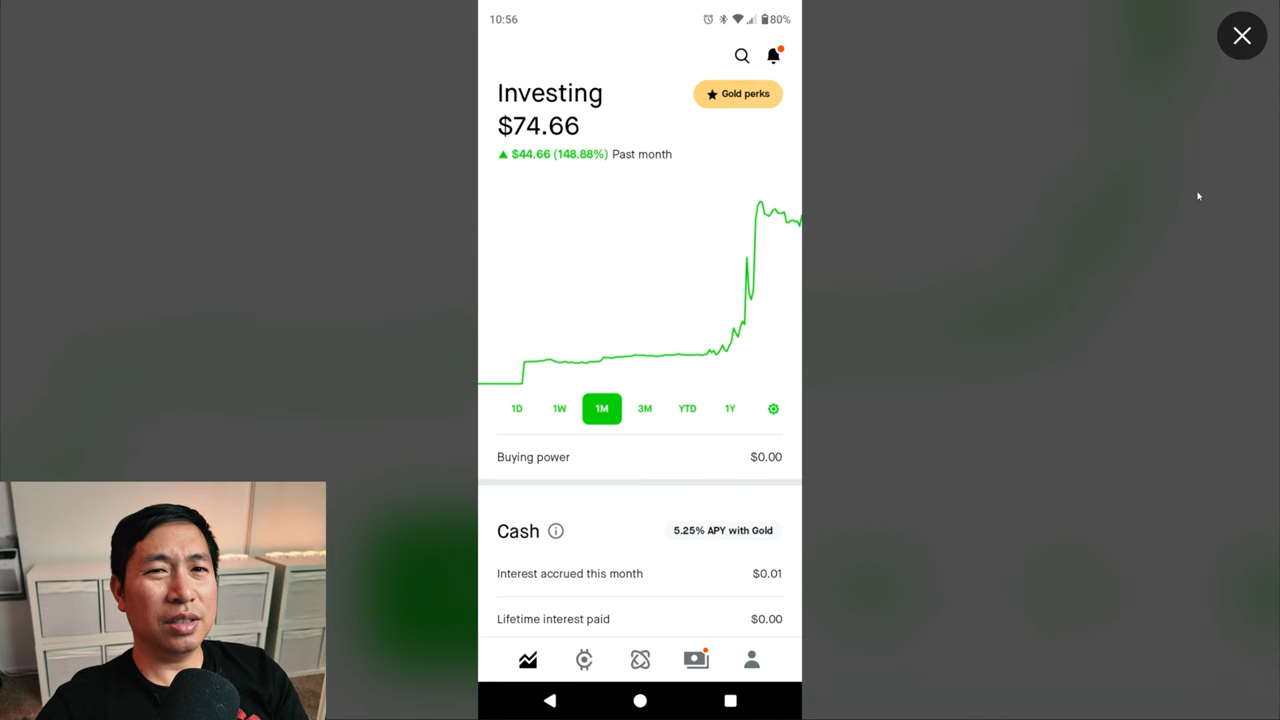 10:56
80%
Investing
Gold perks
$74.66
$44.66 (148.88%) Past month
1D 1W 1M 3M YTD 1Y
Buying power $0.00
Cash 5.25% APY with Gold
Interest accrued this month $0.01
Lifetime interest paid $0.00